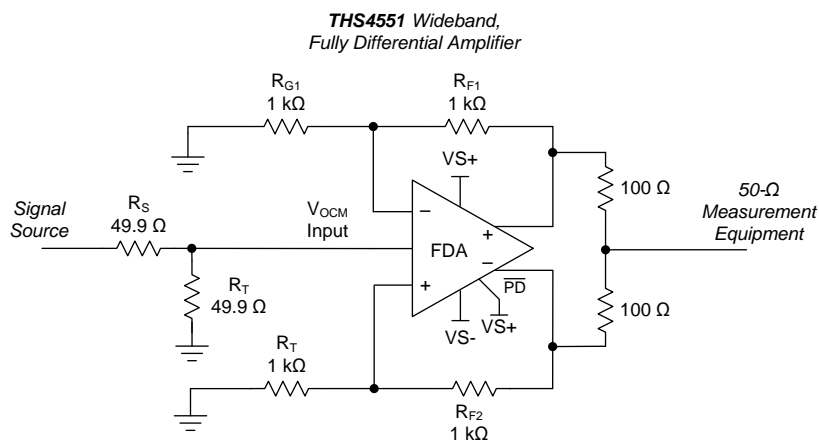 THS4551 Wideband,
Fully Differential Amplifier
RG1
1 kΩ
RF1
1 kΩ
VS+
100 Ω
50-Ω
Measurement
Equipment
Signal
Source
RS
49.9 Ω
VOCM
Input
−
+
FDA
−
+
PD
RT
49.9 Ω
VS-
VS+
100 Ω
RT
1 kΩ
RF2
1 kΩ